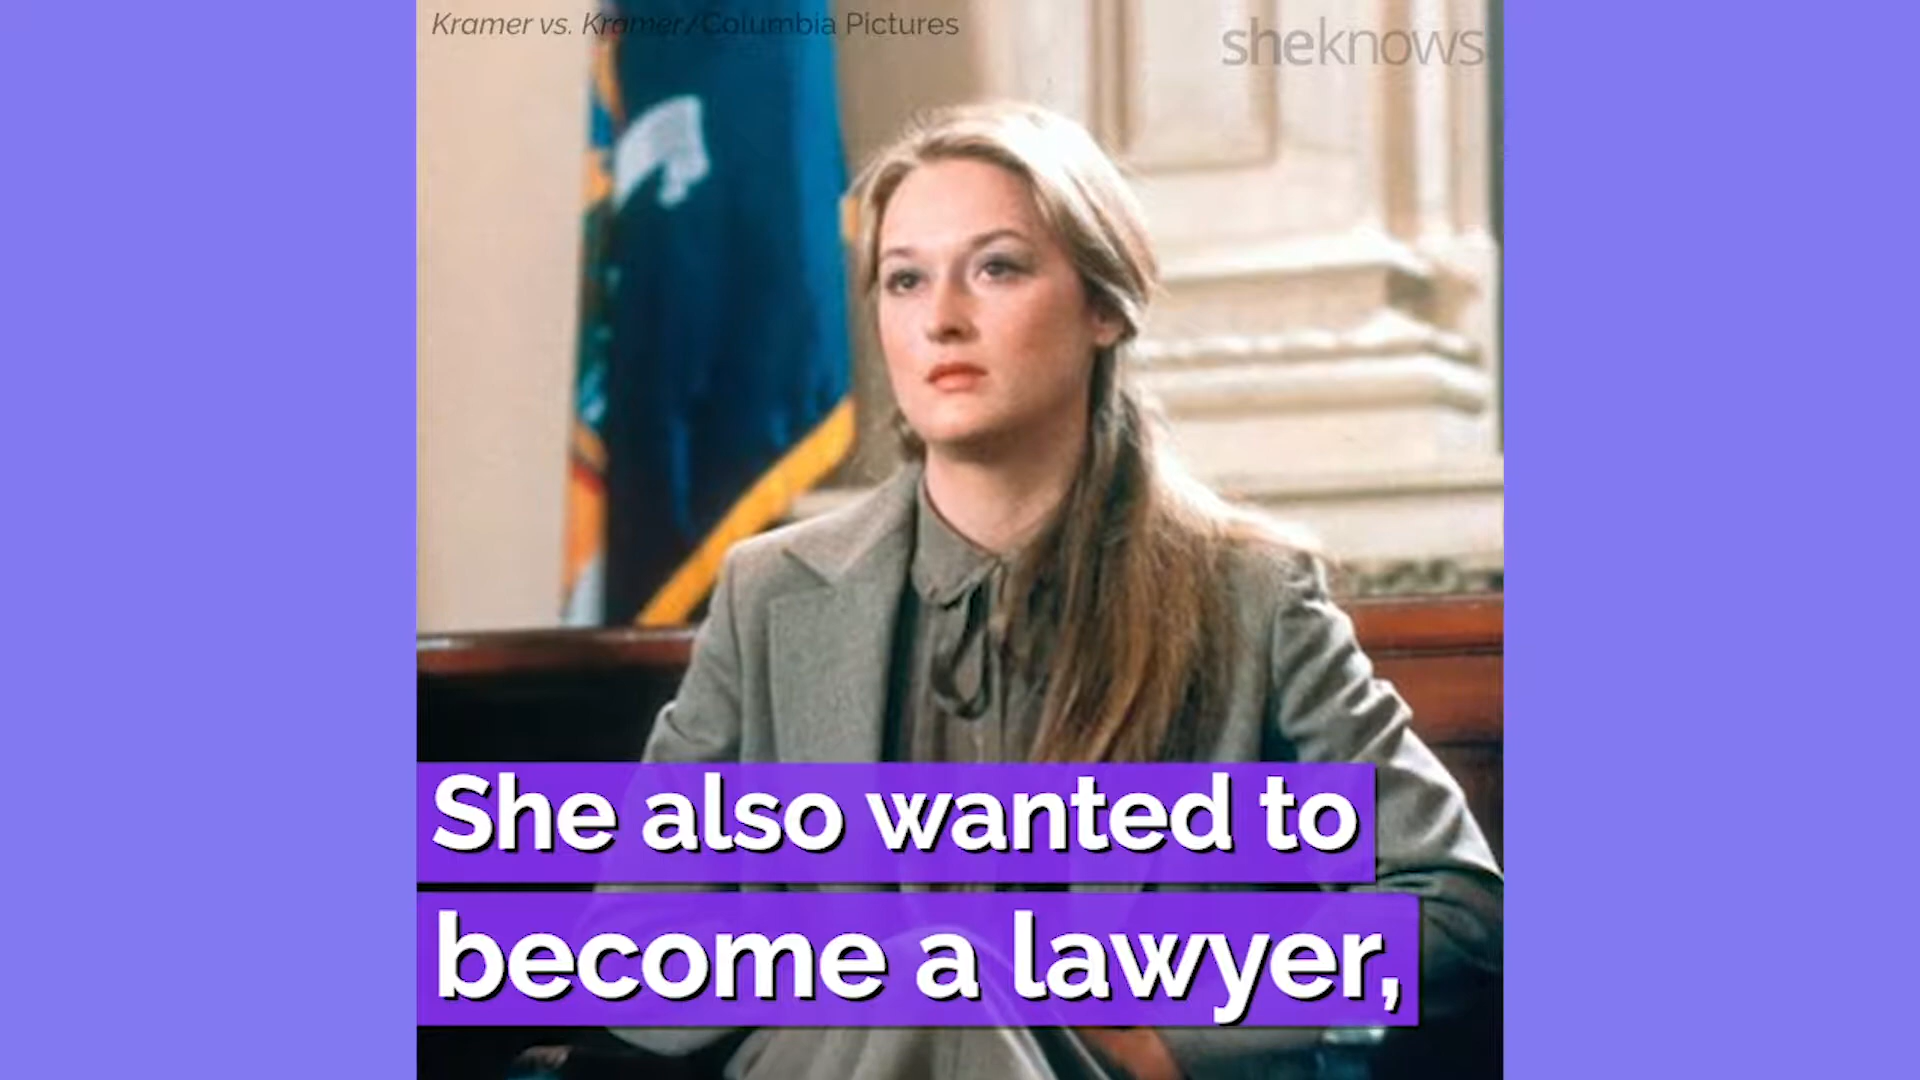 Kramer vs. Kramer/Columbia Pictures
sheknows
She also wanted to
become a lawyer,